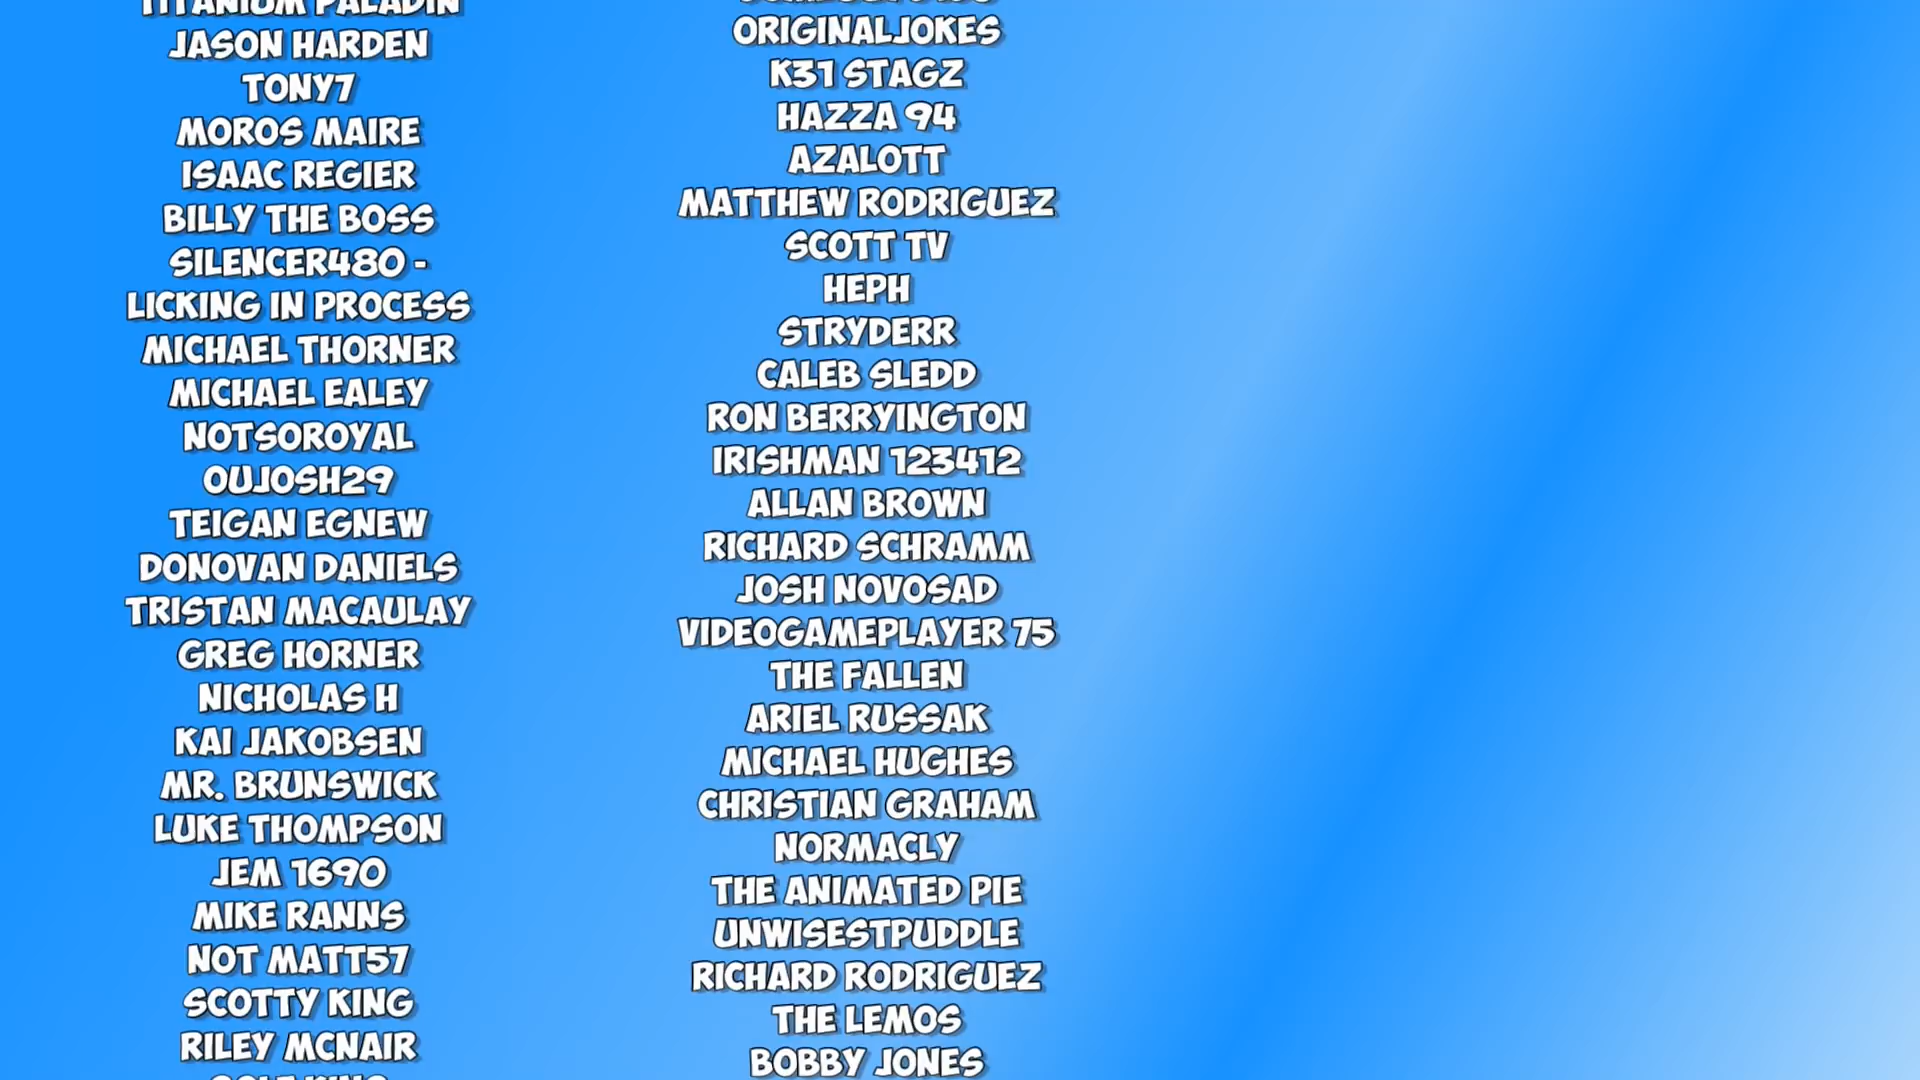 TITANIUM PALADIN
JASON HARDEN
TONY7
MOROS MAIRE
ISAAC REGIER
BILLY THE BOSS
SILENCER480 -
LICKING IN PROCESS
MICHAEL THORNER
MICHAEL EALEY
NOTSOROYAL
OUJOSH29
TEIGAN EGNEW
DONOVAN DANIELS
TRISTAN MACAULAY
GREG HORNER
NICHOLAS H
KAI JAKOBSEN
MR. BRUNSWICK
LUKE THOMPSON
JEM 1690
MIKE RANNS
NOT MATT57
SCOTTY KING
RILEY MCNAIR
ORIGINALJOKES
K31 STAGZ
HAZZA 94
AZALOTT
MATTHEW RODRIGUEZ
SCOTT TV
HEPH
STRYDERR
CALEB SLEDD
RON BERRYINGTON
IRISHMAN 123412
ALLAN BROWN
RICHARD SCHRAMM
JOSH NOVOSAD
VIDEOGAMEPLAYER 75
THE FALLEN
ARIEL RUSSAK
MICHAEL HUGHES
CHRISTIAN GRAHAM
NORMACLY
THE ANIMATED PIE
UNWISESTPUDDLE
RICHARD RODRIGUEZ
THE LEMOS
BOBBY JONES